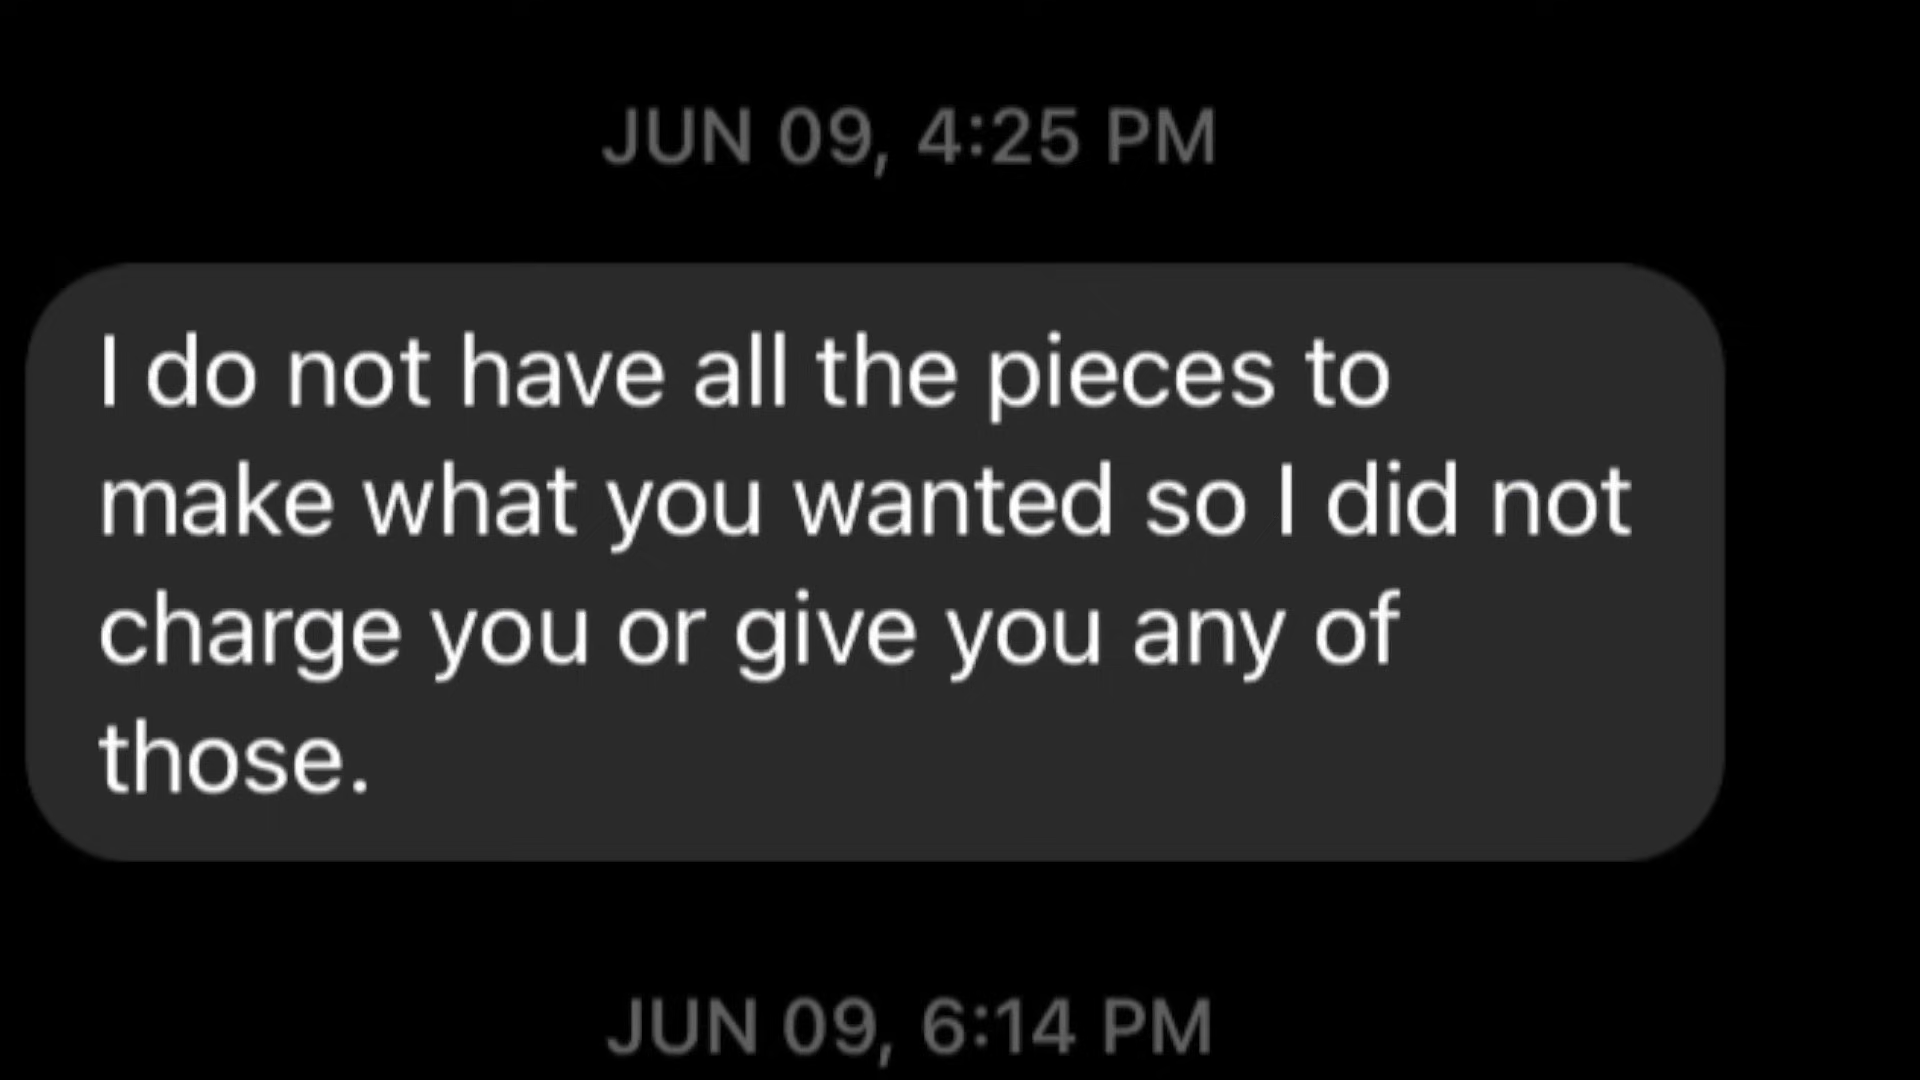 JUN 09, 4:25 PM
I do not have all the pieces to
make what you wanted so I did not
charge you or give you any of
those.
JUN 09, 6:14 PM